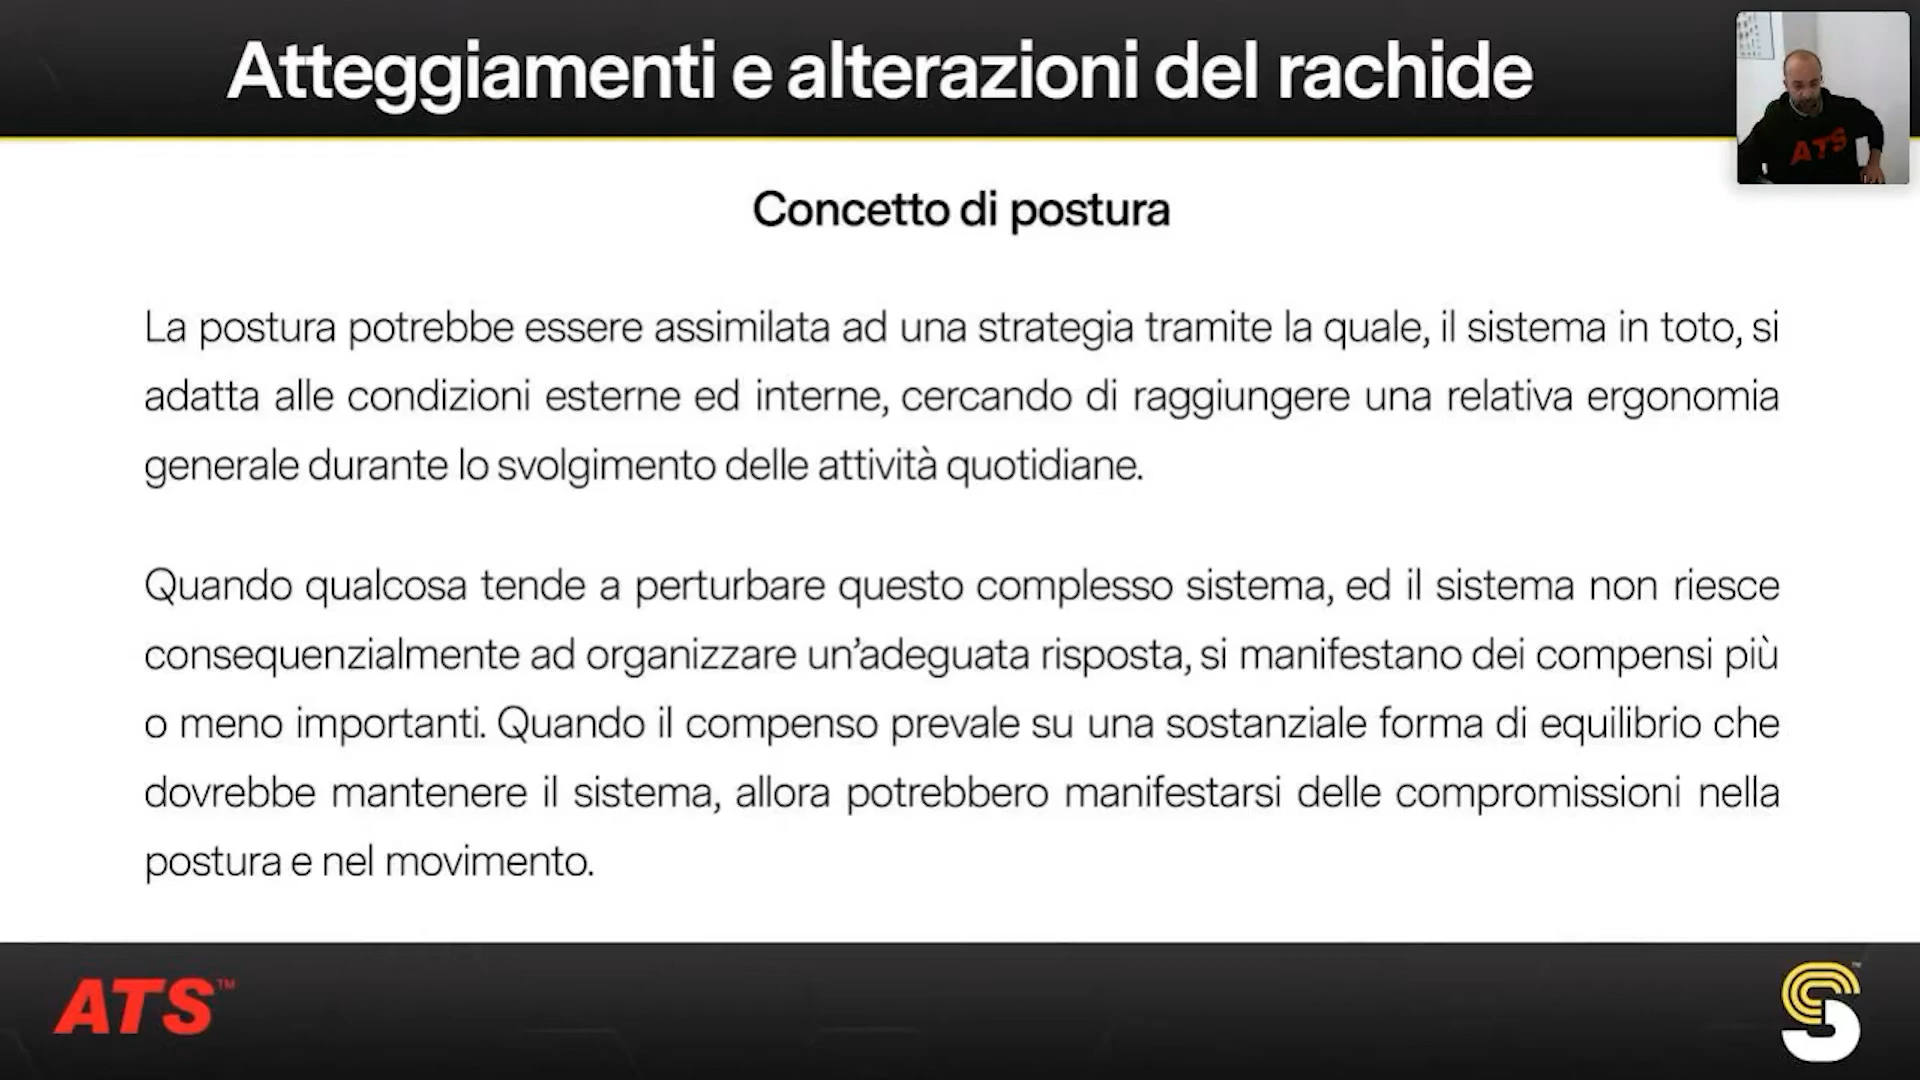 Atteggiamenti e alterazioni del rachide
ATS
Concetto di postura
La postura potrebbe essere assimilata ad una strategia tramite la quale, il sistema in toto, si
adatta alle condizioni esterne ed interne, cercando di raggiungere una relativa ergonomia
generale durante lo svolgimento delle attività quotidiane.
Quando qualcosa tende a perturbare questo complesso sistema, ed il sistema non riesce
consequenzialmente ad organizzare un’adeguata risposta, si manifestano dei compensi più
o meno importanti. Quando il compenso prevale su una sostanziale forma di equilibrio che
dovrebbe mantenere il sistema, allora potrebbero manifestarsi delle compromissioni nella
postura e nel movimento.
ATS™
S™